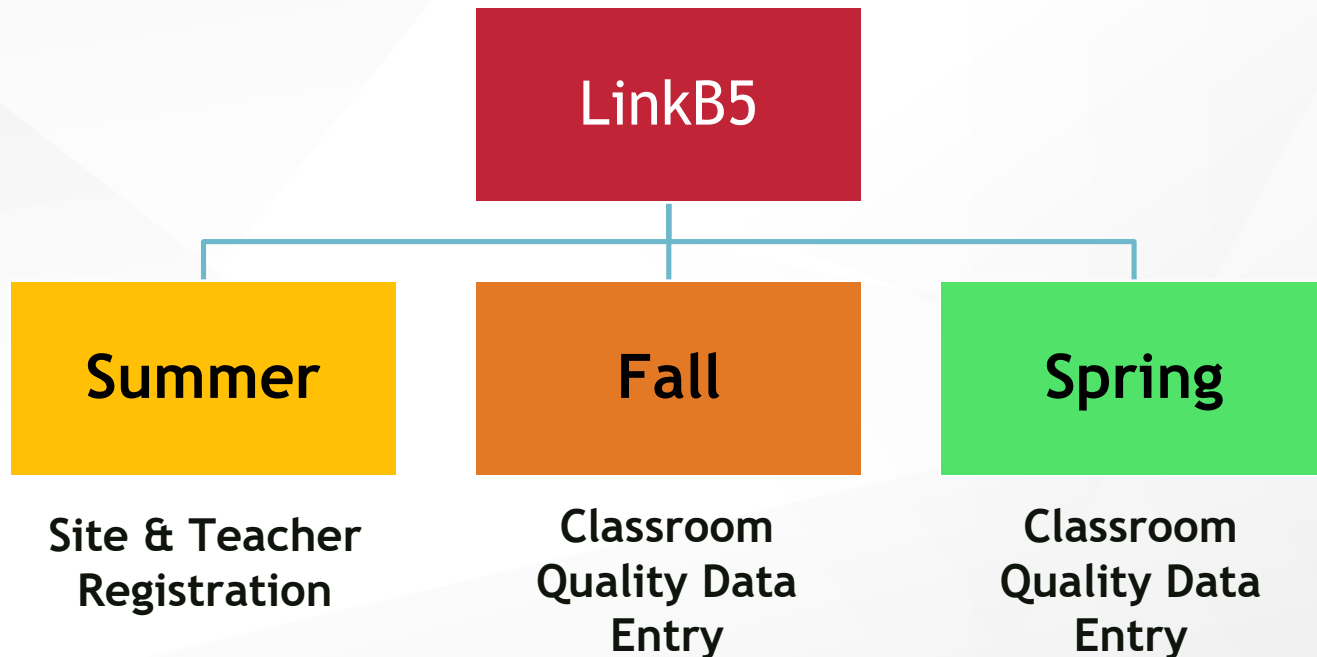 LinkB5
Summer
Fall
Spring
Site & Teacher
Registration
Classroom
Quality Data
Entry
Classroom
Quality Data
Entry